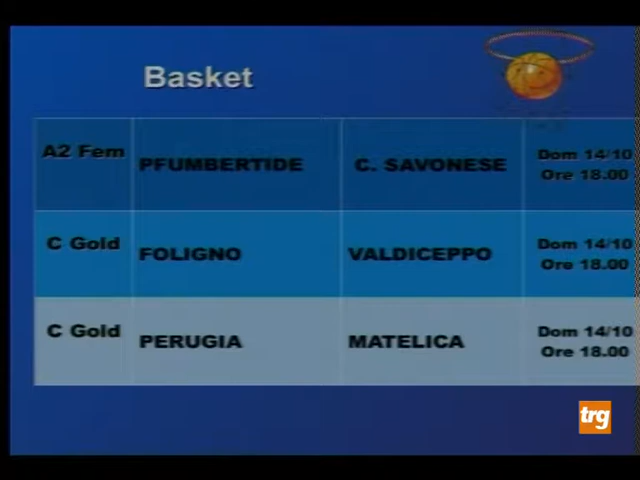 Basket
A2 Fem PFUMBERTIDE C. SAVONESE Dom 14/10
Ore 18.00
C Gold FOLIGNO VALDICEPPO Dom 14/10
Ore 18.00
C Gold PERUGIA MATELICA Dom 14/10
Ore 18.00
trg